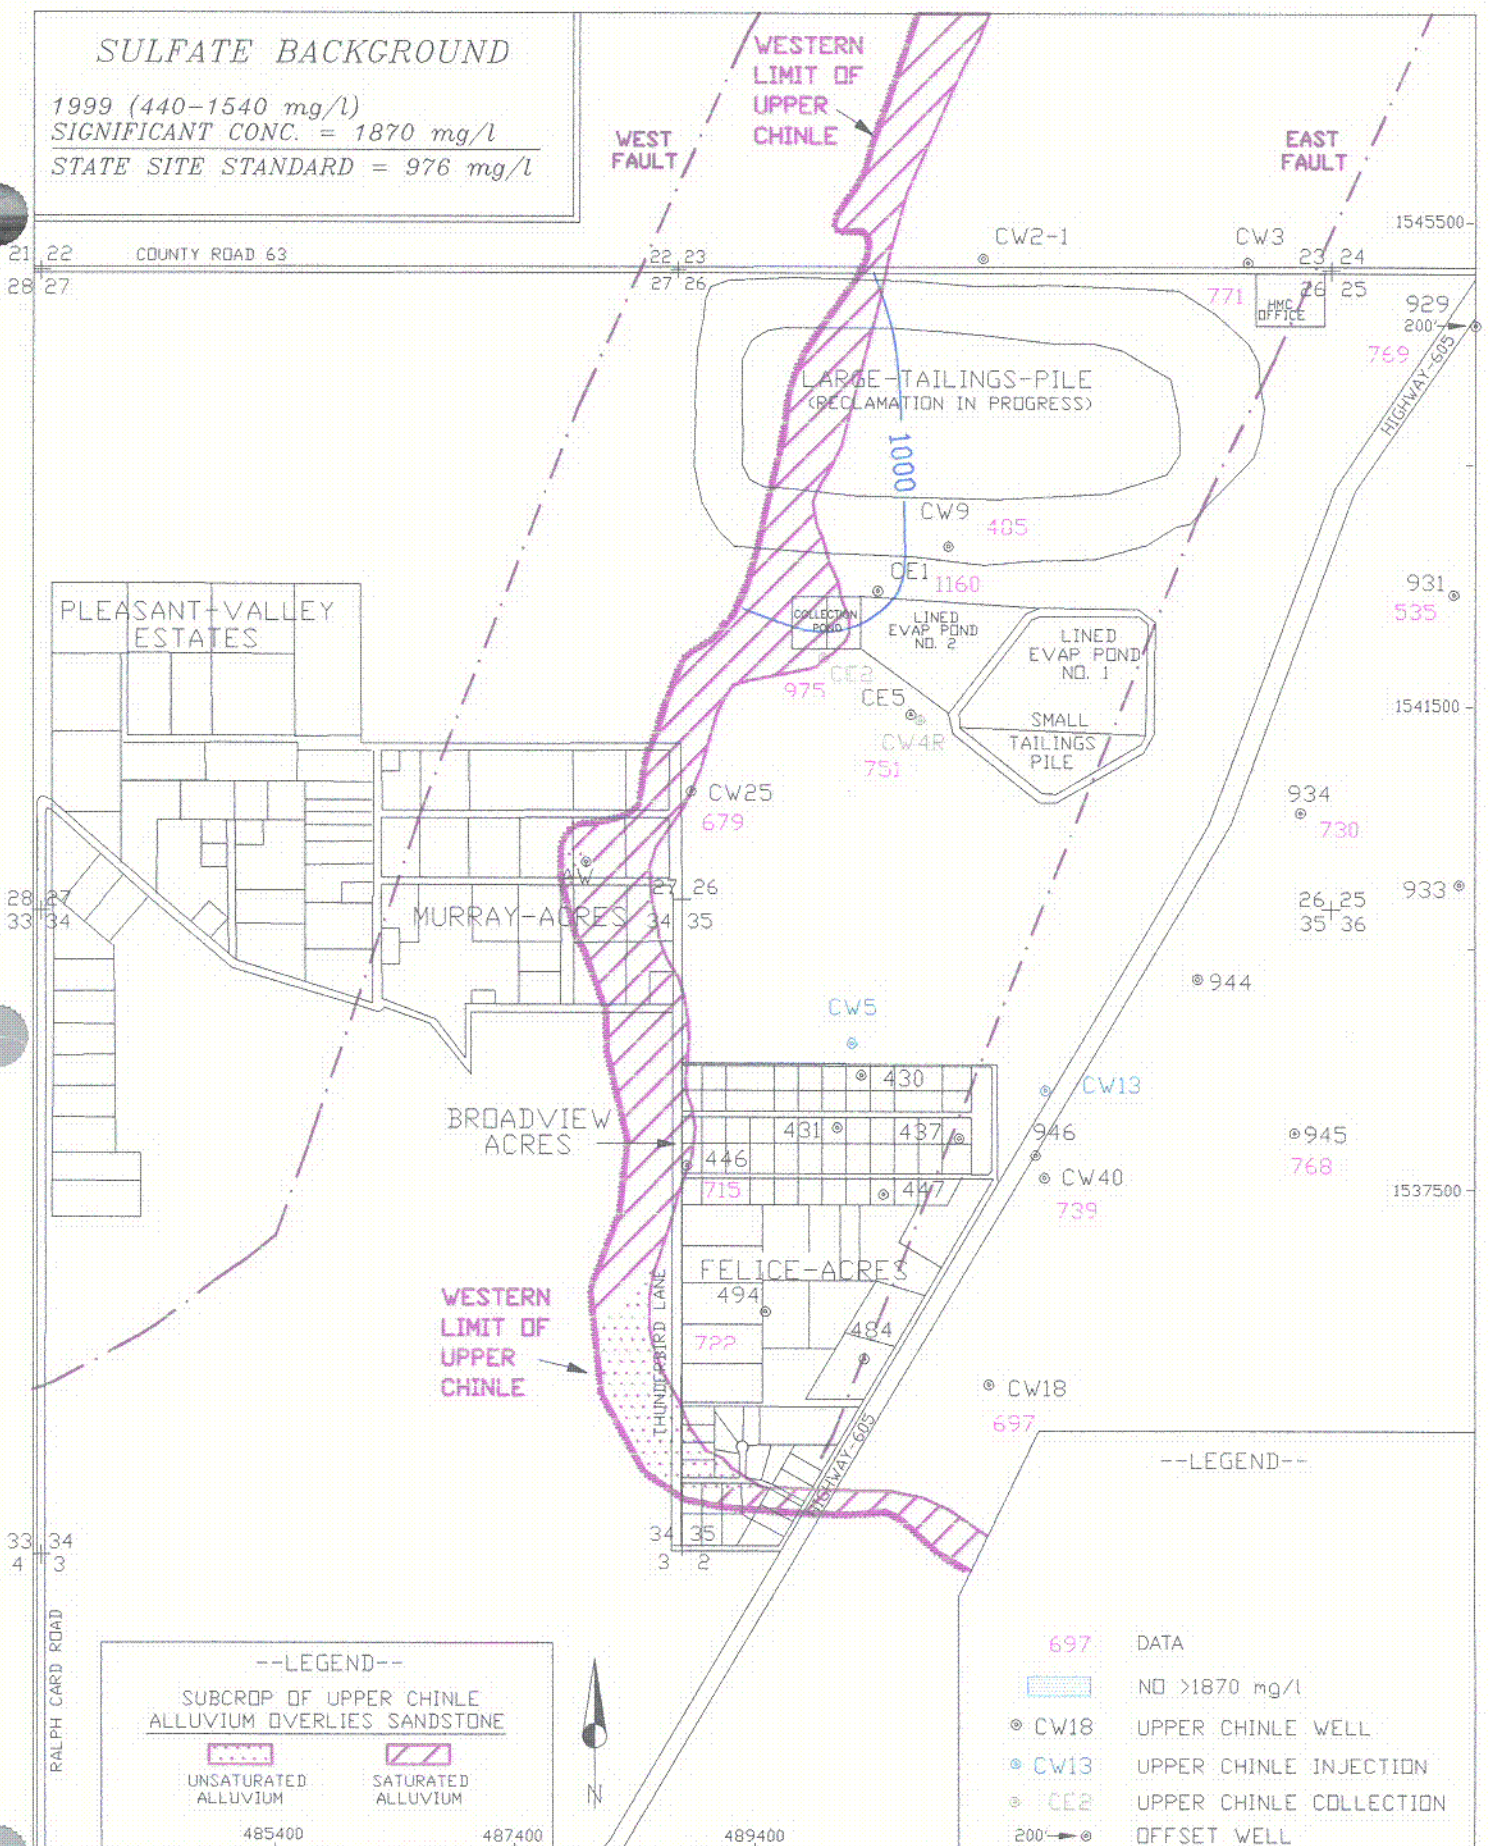 SULFATE BACKGROUND
1999 (440-1540 mg/l)
SIGNIFICANT CONC. = 1870 mg/l
STATE SITE STANDARD = 976 mg/l
WESTERN
LIMIT OF
UPPER
CHINLE
WEST
FAULT
EAST
FAULT
1545500
CW2-1
CW3
21 22
28 27
COUNTY ROAD 63
22 23
27 26
23 24
26 25
771
HMC
OFFICE
929
200'
769
HIGHWAY-605
LARGE-TAILINGS-PILE
(RECLAMATION IN PROGRESS)
1000
CW9
485
CE1
1160
931
535
COLLECTION
POND
LINED
EVAP POND
NO. 2
LINED
EVAP POND
NO. 1
PLEASANT-VALLEY
ESTATES
CE2
975
CE5
CW4R
751
SMALL
TAILINGS
PILE
1541500
CW25
679
934
730
AW
933
28 27
33 34
27 26
34 35
26 25
35 36
MURRAY-ACRES
944
CW5
430
CW13
BROADVIEW
ACRES
431
437
946
945
768
446
715
447
CW40
739
1537500
FELICE-ACRES
THUNDERBIRD LANE
494
722
484
WESTERN
LIMIT OF
UPPER
CHINLE
CW18
697
HIGHWAY-605
33 34
4 3
34 35
3 2
RALPH CARD ROAD
--LEGEND--
SUBCROP OF UPPER CHINLE
ALLUVIUM OVERLIES SANDSTONE
UNSATURATED
ALLUVIUM
SATURATED
ALLUVIUM
N
485400
487400
489400
--LEGEND--
697 DATA
NO >1870 mg/l
CW18 UPPER CHINLE WELL
CW13 UPPER CHINLE INJECTION
CE2 UPPER CHINLE COLLECTION
200' OFFSET WELL